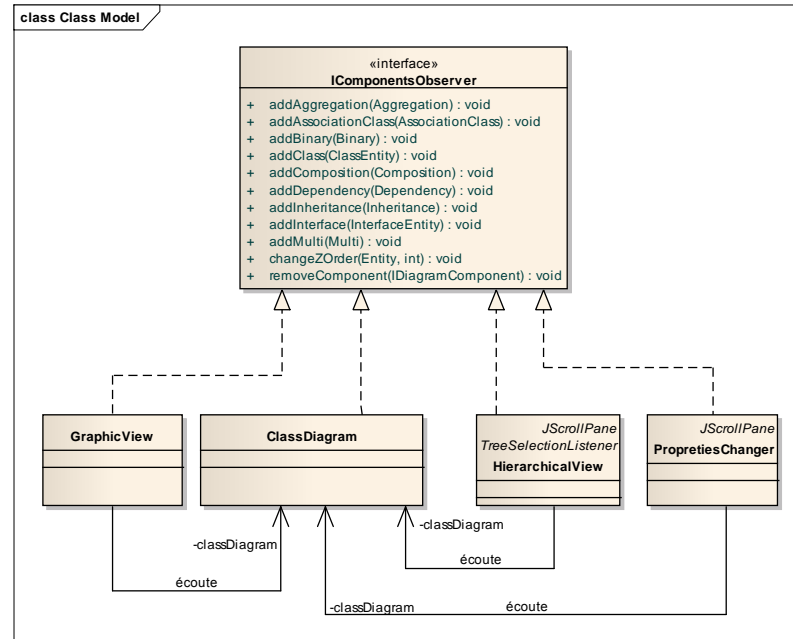 class Class Model
«interface»
IComponentsObserver
+ addAggregation(Aggregation) : void
+ addAssociationClass(AssociationClass) : void
+ addBinary(Binary) : void
+ addClass(ClassEntity) : void
+ addComposition(Composition) : void
+ addDependency(Dependency) : void
+ addInheritance(Inheritance) : void
+ addInterface(InterfaceEntity) : void
+ addMulti(Multi) : void
+ changeZOrder(Entity, int) : void
+ removeComponent(IDiagramComponent) : void
GraphicView
ClassDiagram
JScrollPane
TreeSelectionListener
HierarchicalView
JScrollPane
PropretiesChanger
-classDiagram
écoute
-classDiagram
écoute
-classDiagram
écoute